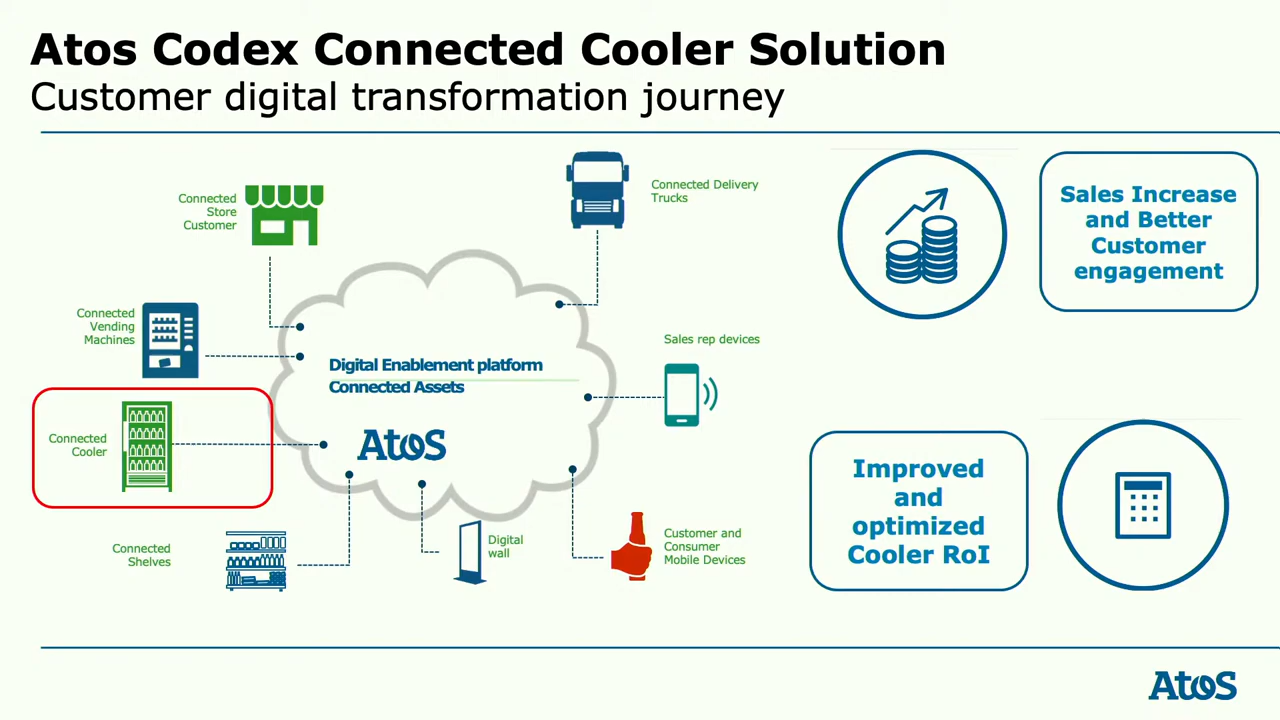 Atos Codex Connected Cooler Solution
Customer digital transformation journey
Connected
Store
Customer
Connected Delivery
Trucks
Sales Increase
and Better
Customer
engagement
Connected
Vending
Machines
Sales rep devices
Digital Enablement platform
Connected Assets
Connected
Cooler
Atos
Improved
and
optimized
Cooler RoI
Connected
Shelves
Digital
wall
Customer and
Consumer
Mobile Devices
Atos